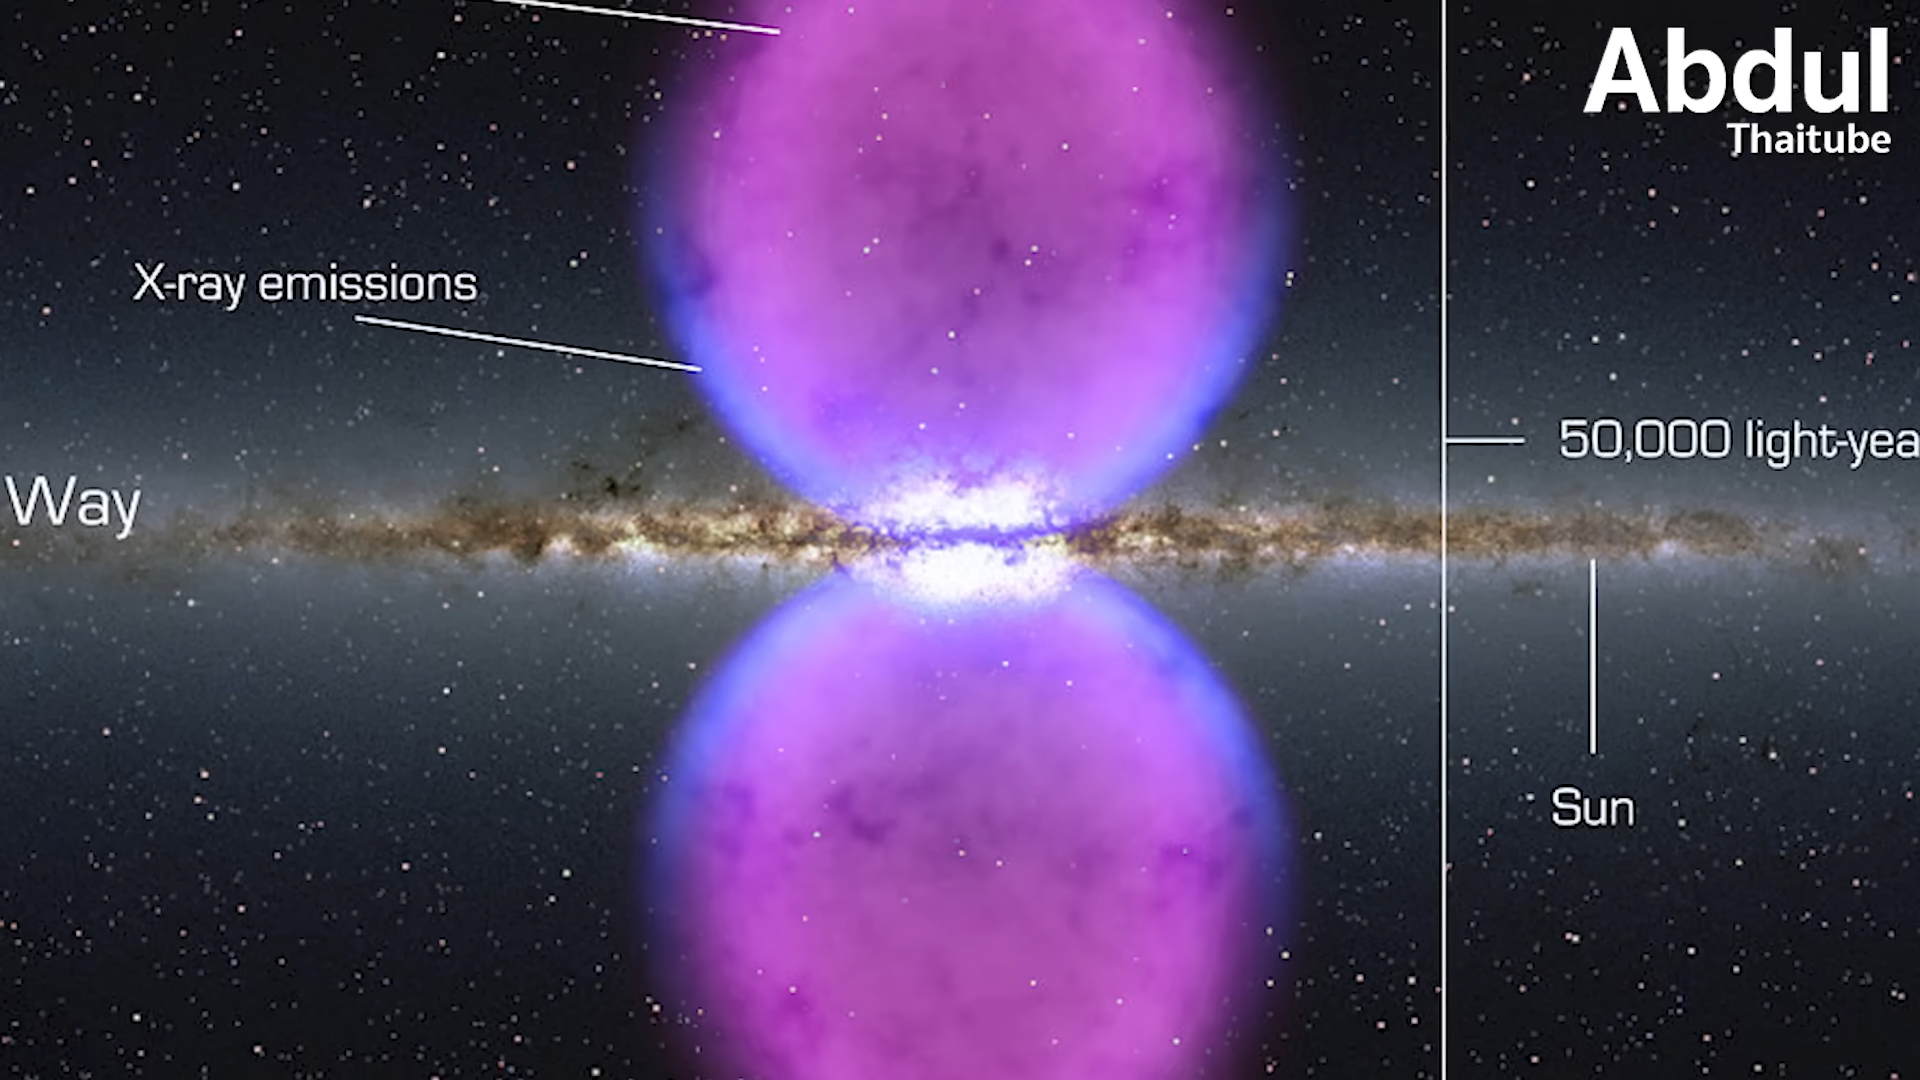 Abdul
Thaitube
X-ray emissions
50,000 light-yea
Way
Sun